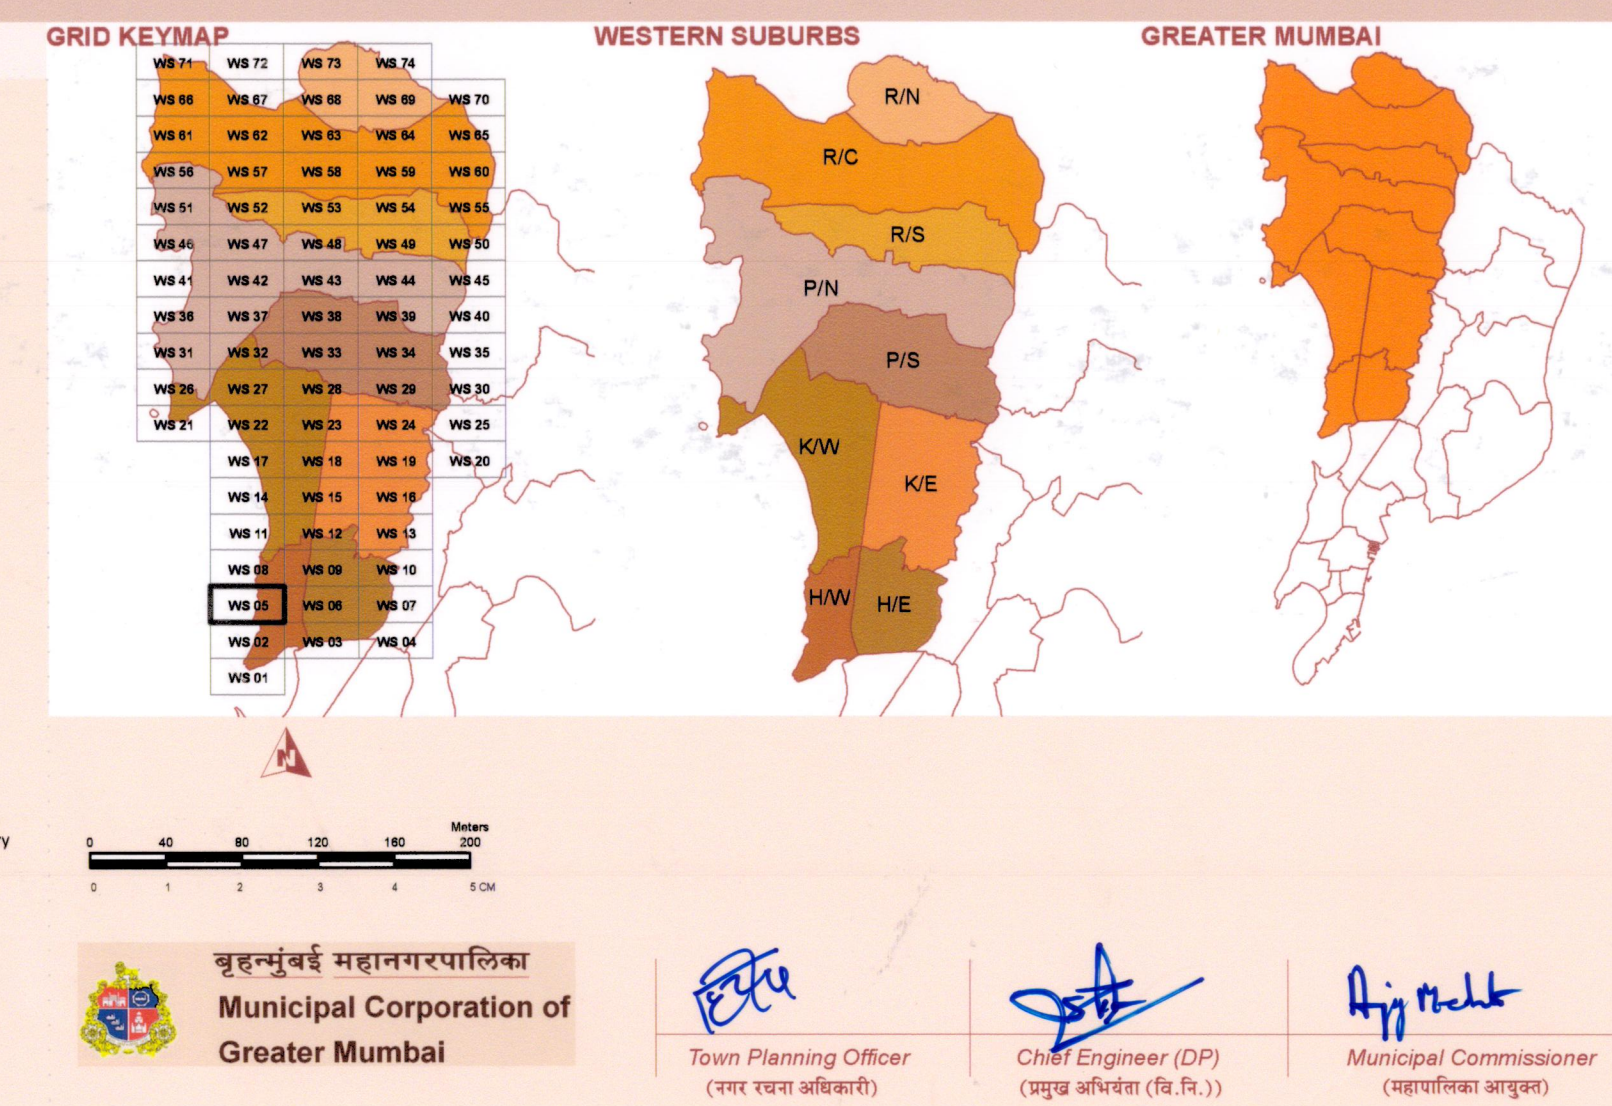 GRID KEYMAP WESTERN SUBURBS GREATER MUMBAI
WS 71 WS 72 WS 73 WS 74
WS 66 WS 67 WS 68 WS 69 WS 70
WS 61 WS 62 WS 63 WS 64 WS 65
WS 56 WS 57 WS 58 WS 59 WS 60
WS 51 WS 52 WS 53 WS 54 WS 55
WS 46 WS 47 WS 48 WS 49 WS 50
WS 41 WS 42 WS 43 WS 44 WS 45
WS 36 WS 37 WS 38 WS 39 WS 40
WS 31 WS 32 WS 33 WS 34 WS 35
WS 26 WS 27 WS 28 WS 29 WS 30
WS 21 WS 22 WS 23 WS 24 WS 25
WS 17 WS 18 WS 19 WS 20
WS 14 WS 15 WS 16
WS 11 WS 12 WS 13
WS 08 WS 09 WS 10
WS 05 WS 06 WS 07
WS 02 WS 03 WS 04
WS 01
R/N
R/C
R/S
P/N
P/S
K/W
K/E
H/W H/E
N
Meters
0 40 80 120 160 200
0 1 2 3 4 5 CM
बृहन्मुंबई महानगरपालिका
Municipal Corporation of
Greater Mumbai
Ajoy Mehta
Town Planning Officer Chief Engineer (DP) Municipal Commissioner
(नगर रचना अधिकारी) (प्रमुख अभियंता (वि.नि.)) (महापालिका आयुक्त)